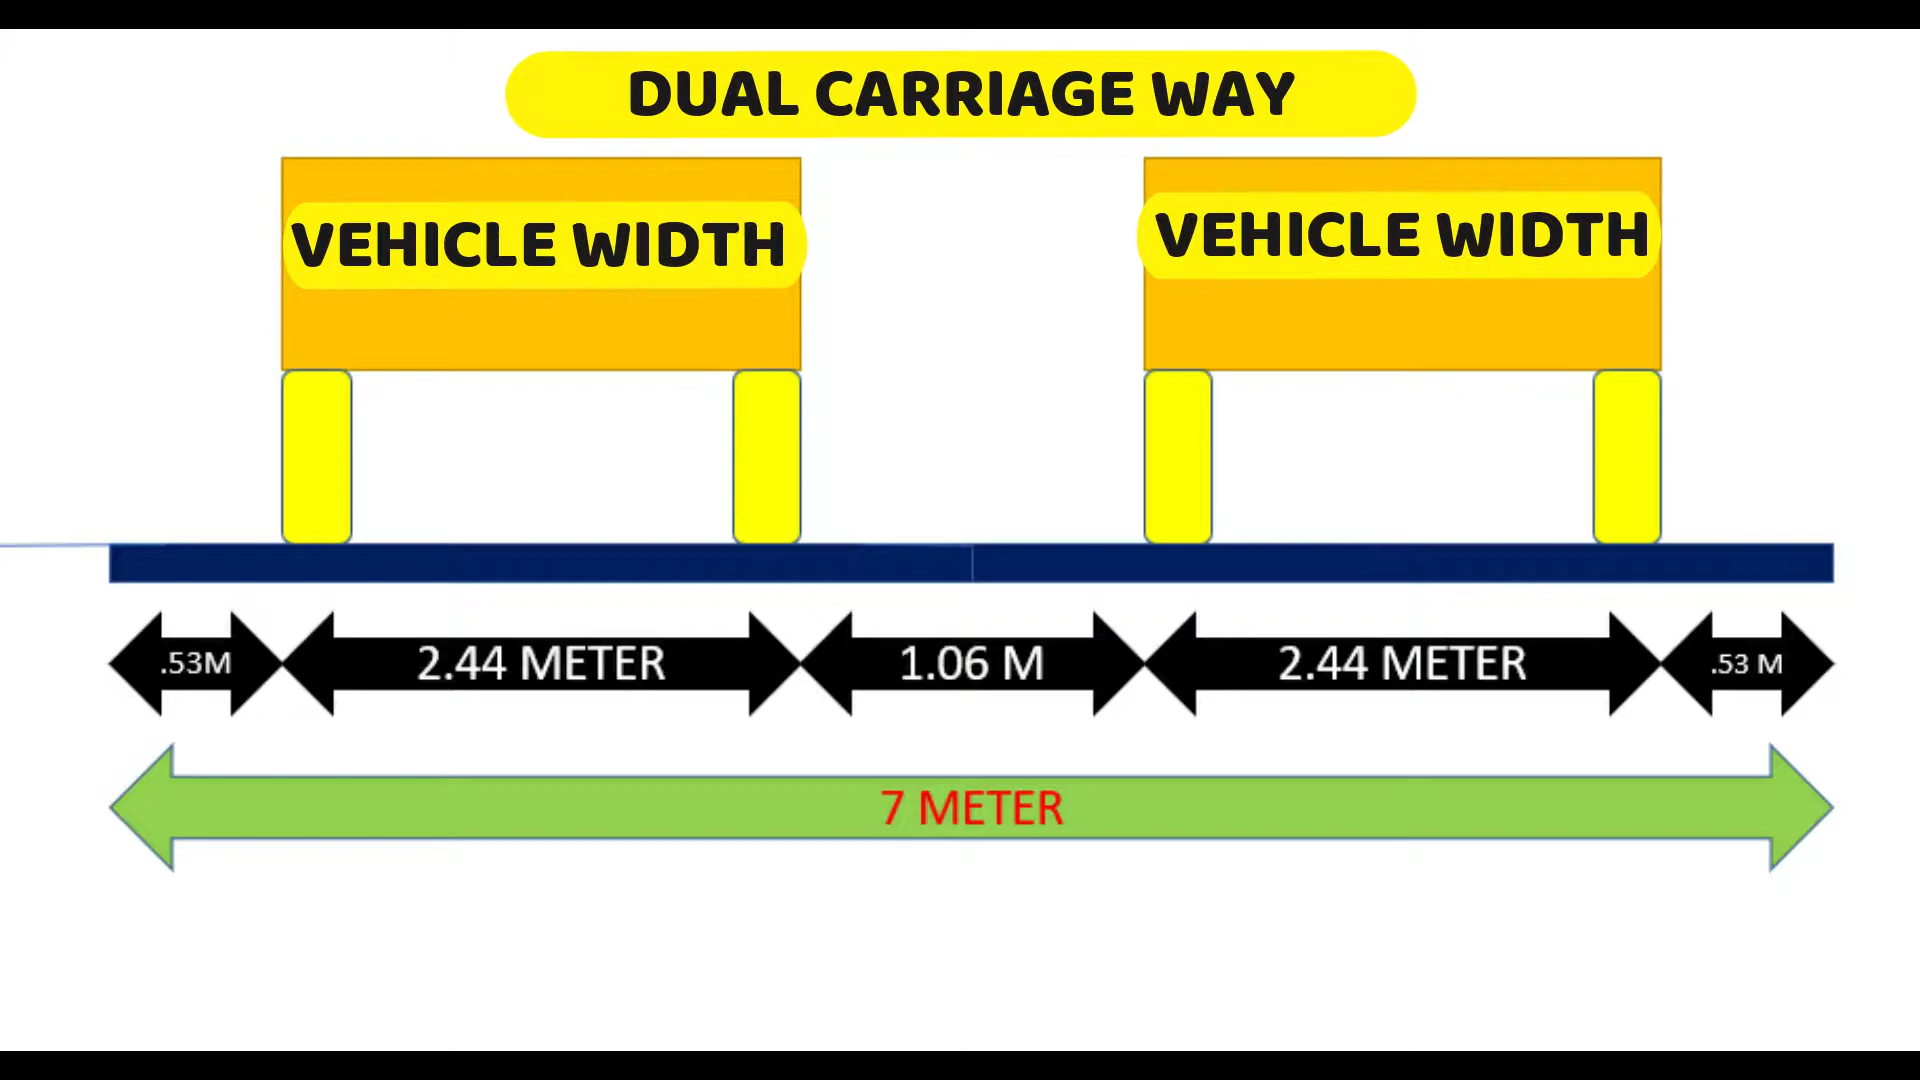 DUAL CARRIAGE WAY
VEHICLE WIDTH
VEHICLE WIDTH
.53M
2.44 METER
1.06 M
2.44 METER
.53 M
7 METER